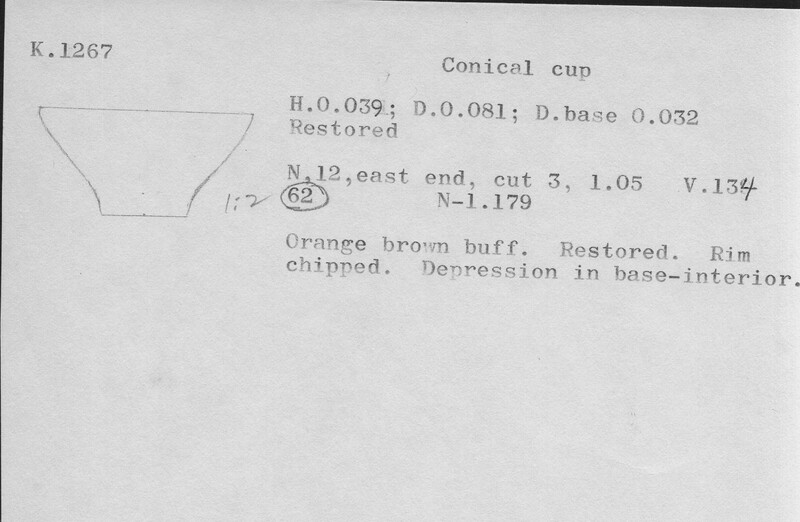 K.1267
Conical cup
H.0.039; D.0.081; D.base 0.032
Restored
N,12,east end, cut 3, 1.05 V.134
1:2 62 N-1.179
Orange brown buff. Restored. Rim
chipped. Depression in base-interior.